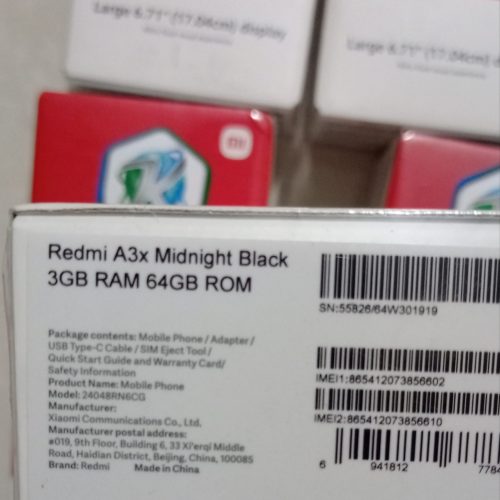 Large 6.71" (17.04cm) display
Large 6.71" (17.04cm) d
Redmi A3x Midnight Black
3GB RAM 64GB ROM
SN:55826/64W301919
Package contents: Mobile Phone / Adapter /
USB Type-C Cable / SIM Eject Tool /
Quick Start Guide and Warranty Card/
Safety Information
Product Name: Mobile Phone
Model: 24048RN6CG
Manufacturer:
Xiaomi Communications Co., Ltd.
Manufacturer postal address:
#019, 9th Floor, Building 6, 33 Xi'erqi Middle
Road, Haidian District, Beijing, China, 100085
Brand: Redmi Made in China
IMEI1:865412073856602
IMEI2:865412073856610
6 941812 7784